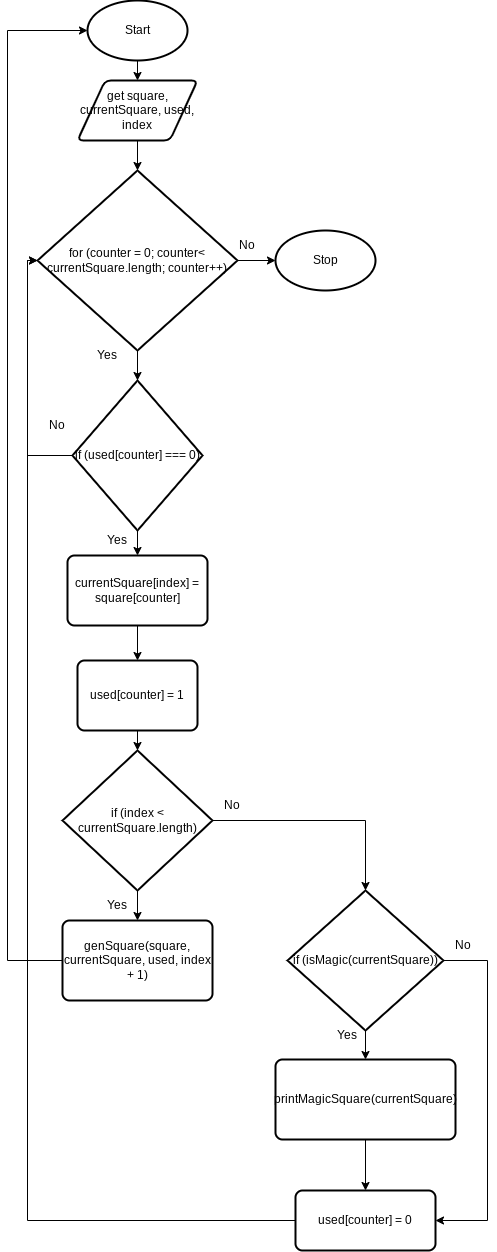 Start
get square,
currentSquare, used,
index
for (counter = 0; counter<
currentSquare.length; counter++)
No
Stop
Yes
No
if (used[counter] === 0)
Yes
currentSquare[index] =
square[counter]
used[counter] = 1
if (index <
currentSquare.length)
No
Yes
genSquare(square,
currentSquare, used, index
+ 1)
if (isMagic(currentSquare))
No
Yes
printMagicSquare(currentSquare)
used[counter] = 0